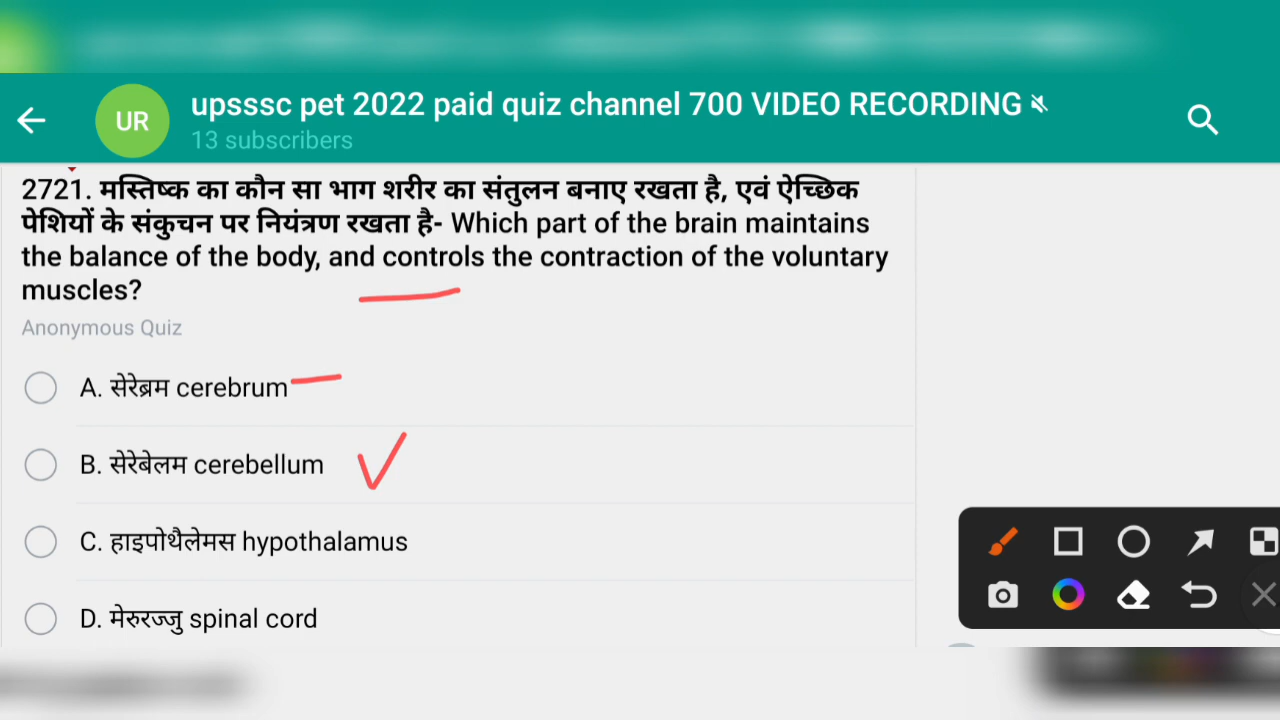 UR
upsssc pet 2022 paid quiz channel 700 VIDEO RECORDING
13 subscribers
2721. मस्तिष्क का कौन सा भाग शरीर का संतुलन बनाए रखता है, एवं ऐच्छिक
पेशियों के संकुचन पर नियंत्रण रखता है- Which part of the brain maintains
the balance of the body, and controls the contraction of the voluntary
muscles?
Anonymous Quiz
A. सेरेब्रम cerebrum
B. सेरेबेलम cerebellum
C. हाइपोथैलेमस hypothalamus
D. मेरुरज्जु spinal cord